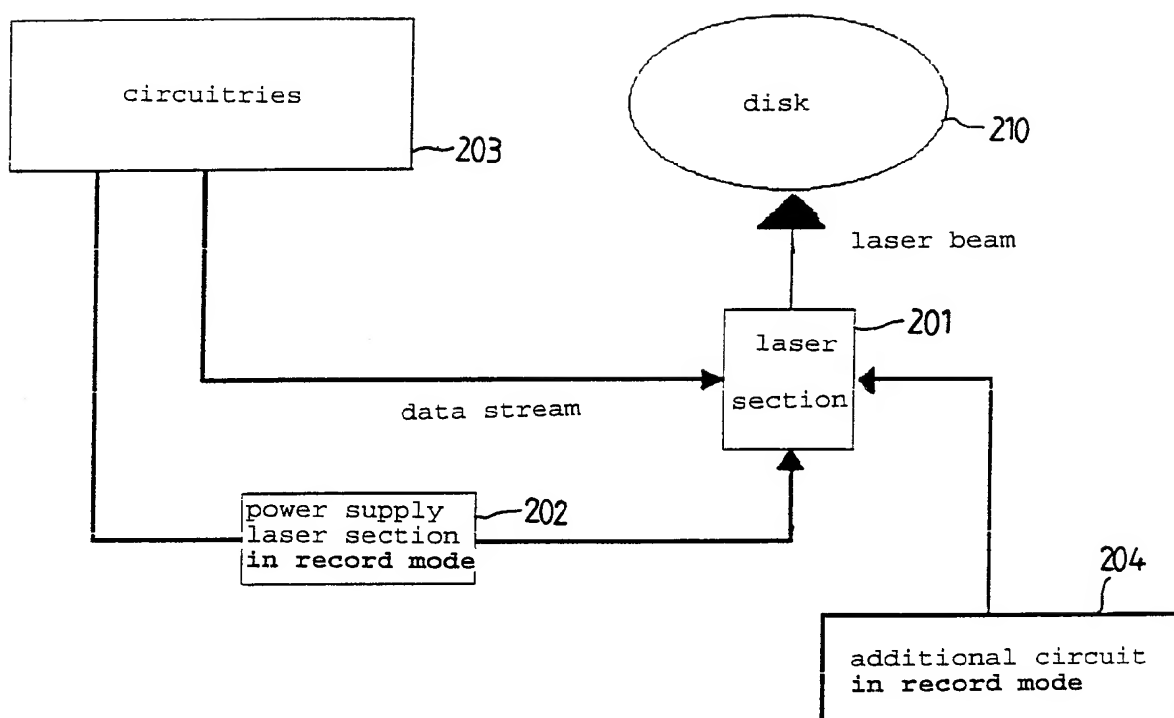 circuitries
203
disk
210
laser beam
201
laser
section
data stream
202
power supply
laser section
in record mode
204
additional circuit
in record mode